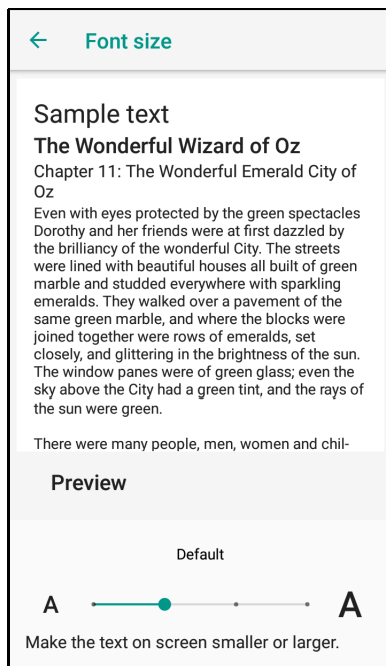 Font size
Sample text
The Wonderful Wizard of Oz
Chapter 11: The Wonderful Emerald City of
Oz
Even with eyes protected by the green spectacles
Dorothy and her friends were at first dazzled by
the brilliancy of the wonderful City. The streets
were lined with beautiful houses all built of green
marble and studded everywhere with sparkling
emeralds. They walked over a pavement of the
same green marble, and where the blocks were
joined together were rows of emeralds, set
closely, and glittering in the brightness of the sun.
The window panes were of green glass; even the
sky above the City had a green tint, and the rays of
the sun were green.
There were many people, men, women and chil-
Preview
Default
A A
Make the text on screen smaller or larger.